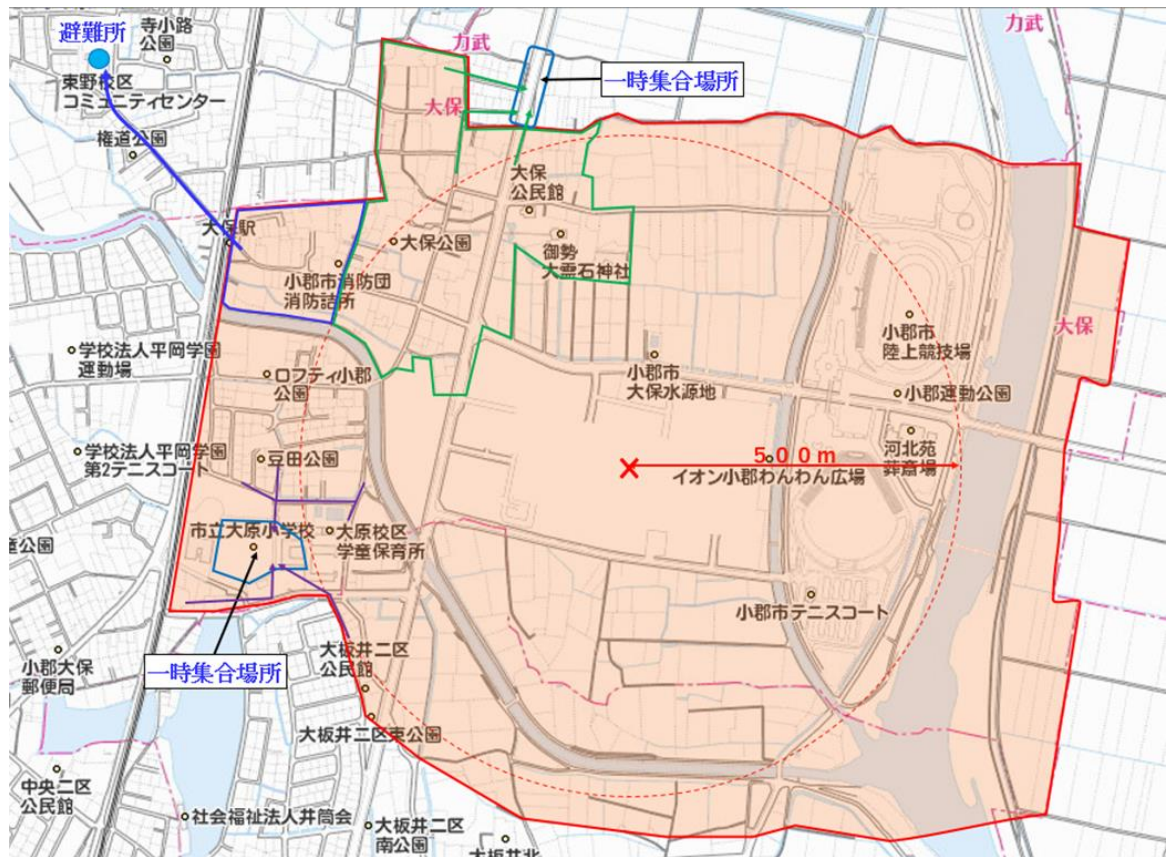 避難所
寺小路
公園
力武
一時集合場所
東野校区
コミュニティセンター
大保
権道公園
大保
公民館
大保駅
大保公園
御勢
大霊石神社
小郡市消防団
消防詰所
小郡市
陸上競技場
大保
学校法人平岡学園
運動場
ロフティ小郡
公園
小郡市
大保水源地
小郡運動公園
学校法人平岡学園
第2テニスコート
豆田公園
500m
イオン小郡わんわん広場
河北苑
葬斎場
市立大原小学校
大原校区
学童保育所
童公園
小郡市テニスコート
小郡大保
郵便局
一時集合場所
大板井二区
公民館
大板井二区東公園
中央二区
公民館
社会福祉法人井筒会
大板井二区
南公園
大板井北